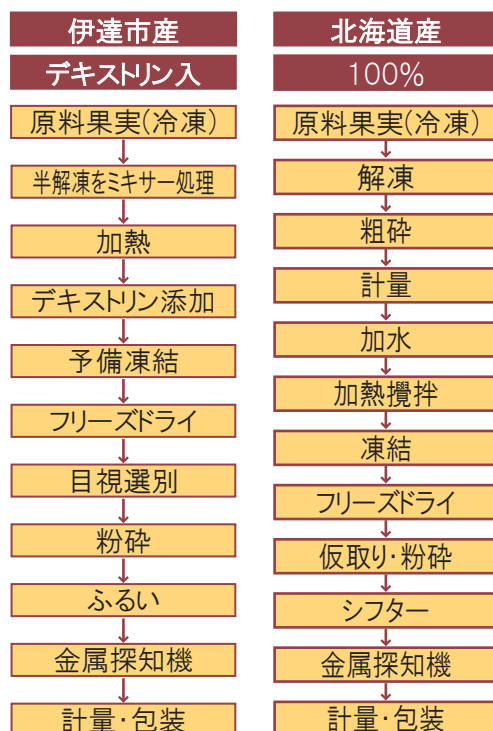 伊達市産
デキストリン入
原料果実(冷凍)
半解凍をミキサー処理
加熱
デキストリン添加
予備凍結
フリーズドライ
目視選別
粉砕
ふるい
金属探知機
計量・包装
北海道産
100%
原料果実(冷凍)
解凍
粗砕
計量
加水
加熱攪拌
凍結
フリーズドライ
仮取り・粉砕
シフター
金属探知機
計量・包装